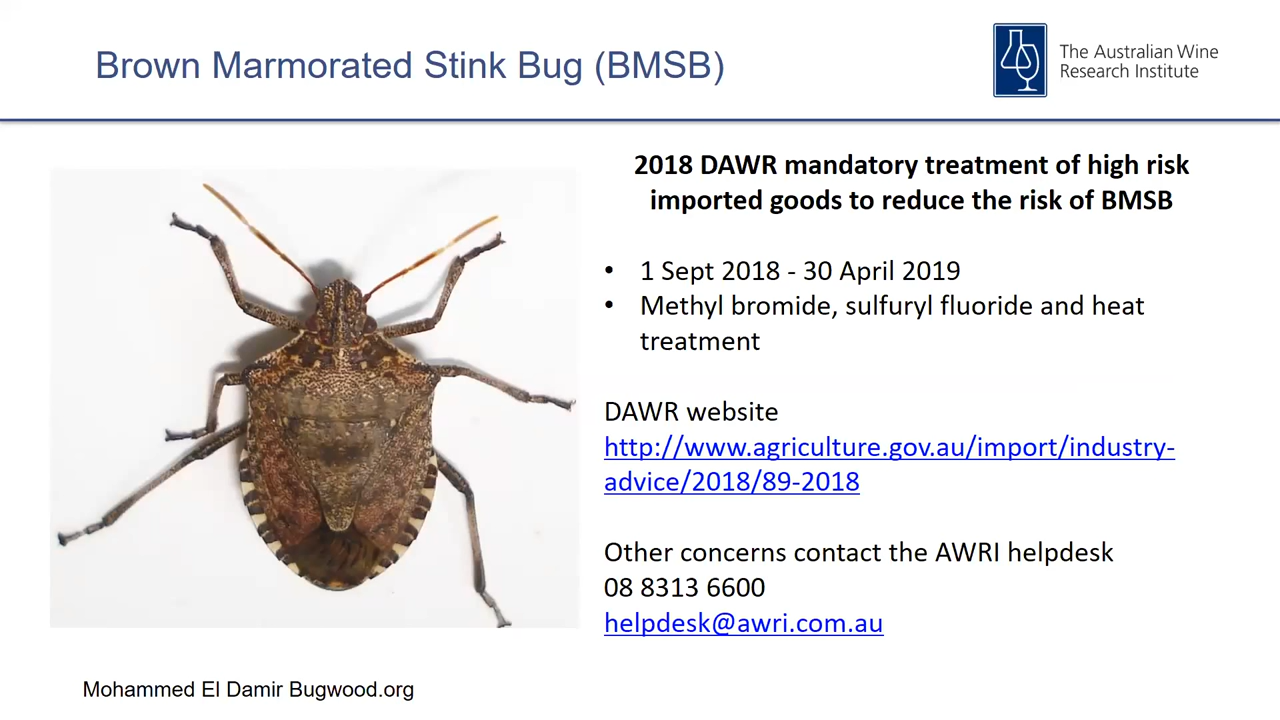 Brown Marmorated Stink Bug (BMSB)
The Australian Wine
Research Institute
2018 DAWR mandatory treatment of high risk
imported goods to reduce the risk of BMSB
• 1 Sept 2018 - 30 April 2019
• Methyl bromide, sulfuryl fluoride and heat
treatment
DAWR website
http://www.agriculture.gov.au/import/industry-
advice/2018/89-2018
Other concerns contact the AWRI helpdesk
08 8313 6600
helpdesk@awri.com.au
Mohammed El Damir Bugwood.org